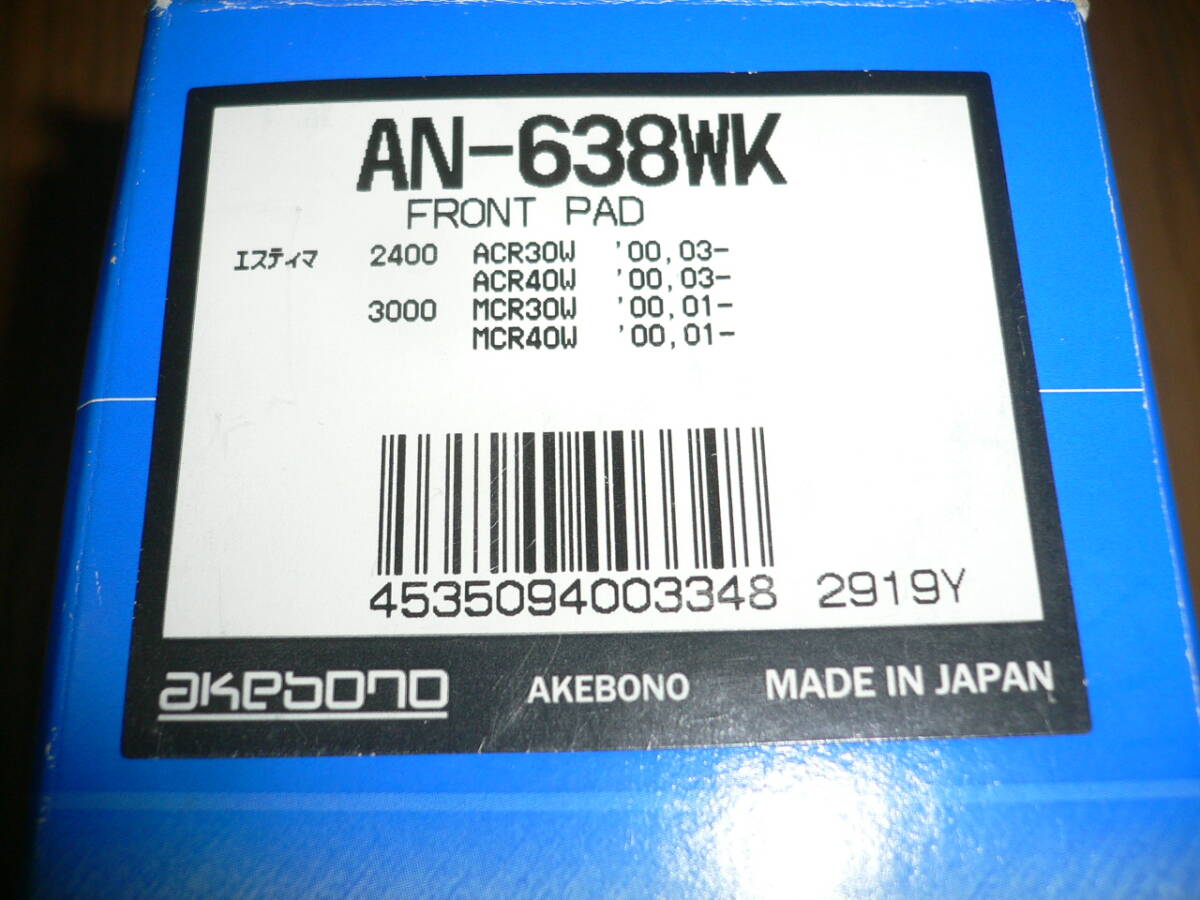 AN-638WK
FRONT PAD
エスティマ 2400 ACR30W '00,03-
ACR40W '00,03-
3000 MCR30W '00,01-
MCR40W '00,01-
4535094003348 2919Y
akebono AKEBONO MADE IN JAPAN